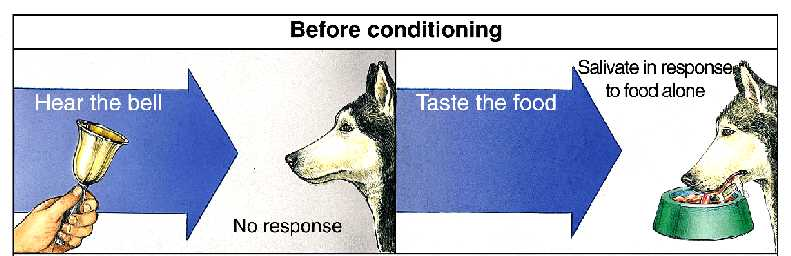 Before conditioning
Hear the bell
No response
Taste the food
Salivate in response
to food alone